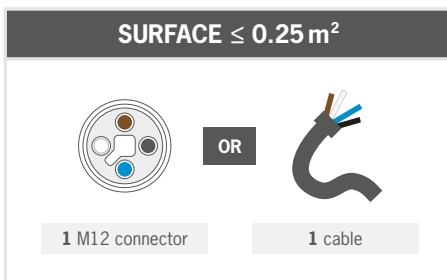 SURFACE ≤ 0.25 m²
OR
1 M12 connector
1 cable